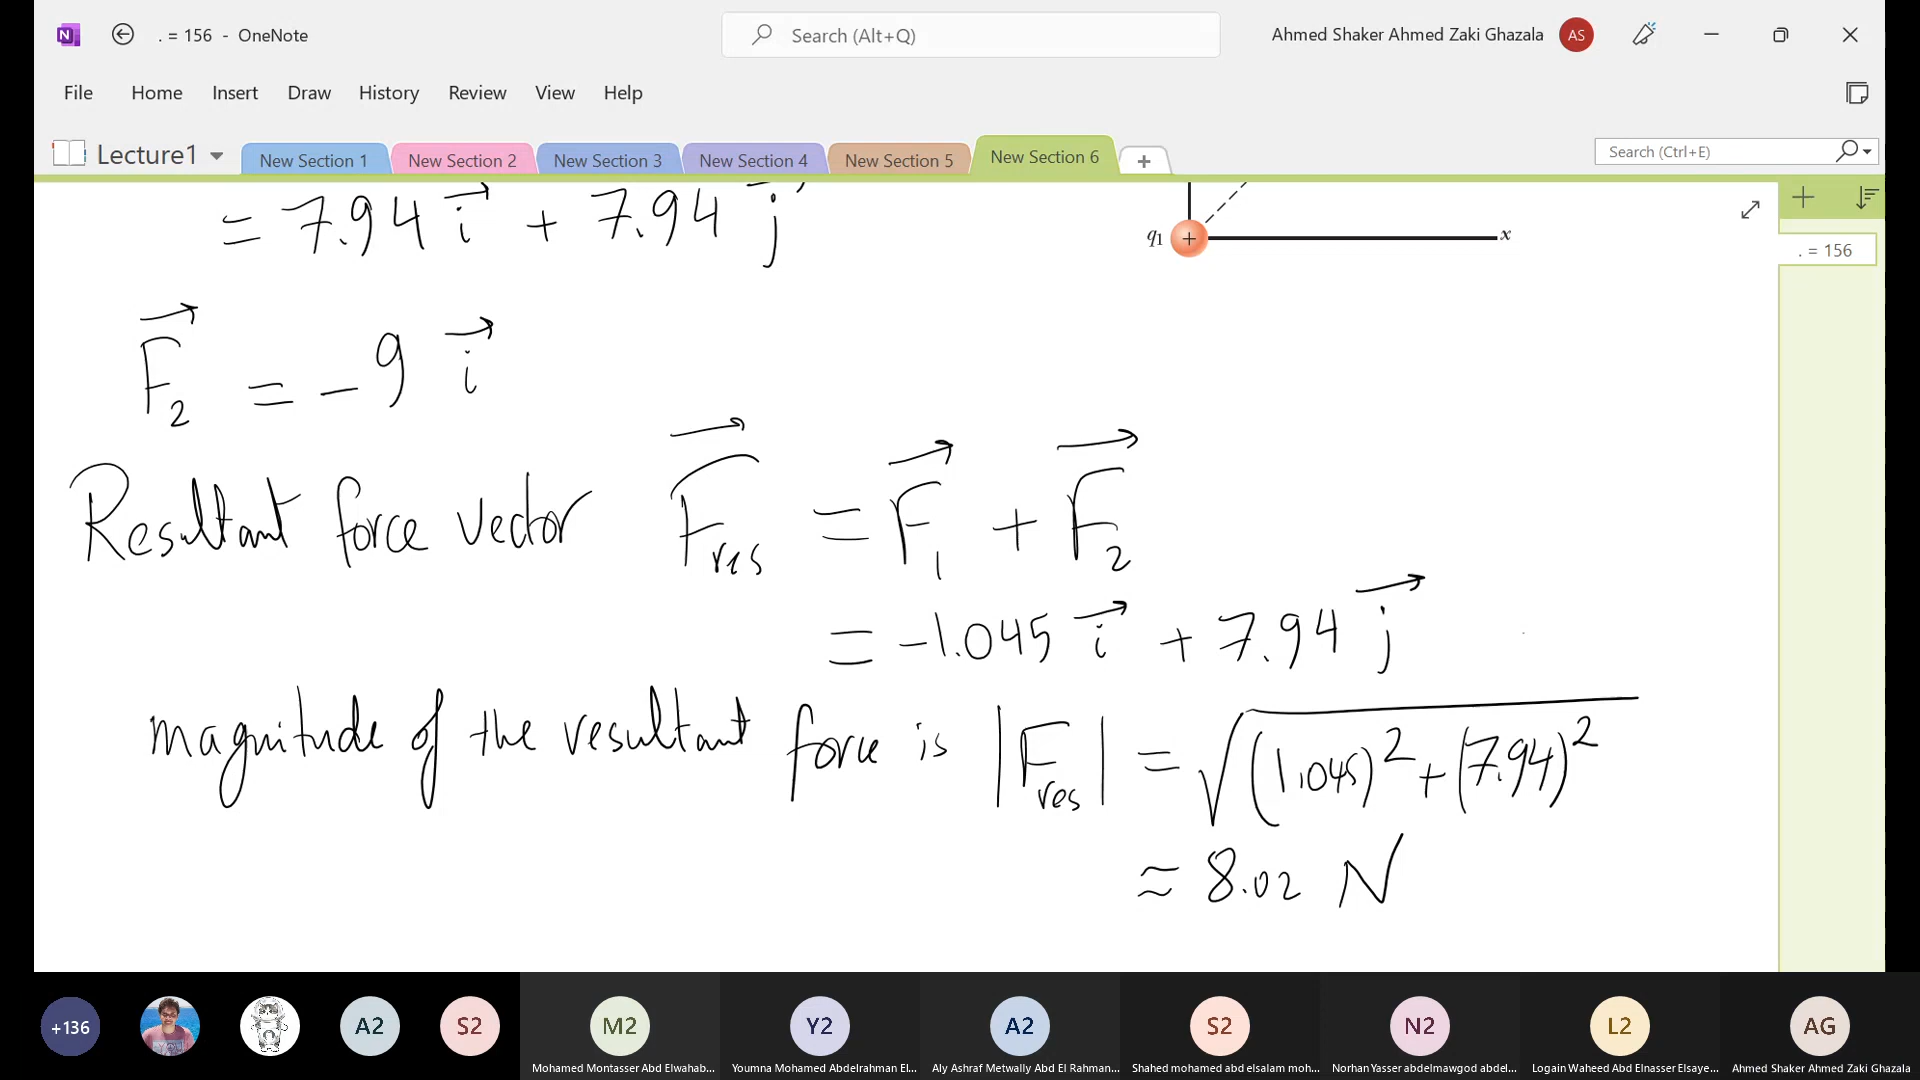 . = 156 - OneNote
Search (Alt+Q)
Ahmed Shaker Ahmed Zaki Ghazala
AS
File Home Insert Draw History Review View Help
Lecture1
New Section 1
New Section 2
New Section 3
New Section 4
New Section 5
New Section 6
+
Search (Ctrl+E)
. = 156
= 7.94 i⃗ + 7.94 j⃗
q1 + x
F⃗₂ = -9 i⃗
Resultant force vector F⃗res = F⃗₁ + F⃗₂
= -1.045 i⃗ + 7.94 j⃗
magnitude of the resultant force is |Fres| = √(1.045)² + (7.94)²
≈ 8.02 N
+136
A2
S2
M2
Y2
A2
S2
N2
L2
AG
Mohamed Montasser Abd Elwahab...
Youmna Mohamed Abdelrahman El...
Aly Ashraf Metwally Abd El Rahman...
Shahed mohamed abd elsalam moh...
Norhan Yasser abdelmawgod abdel...
Logain Waheed Abd Elnasser Elsaye...
Ahmed Shaker Ahmed Zaki Ghazala